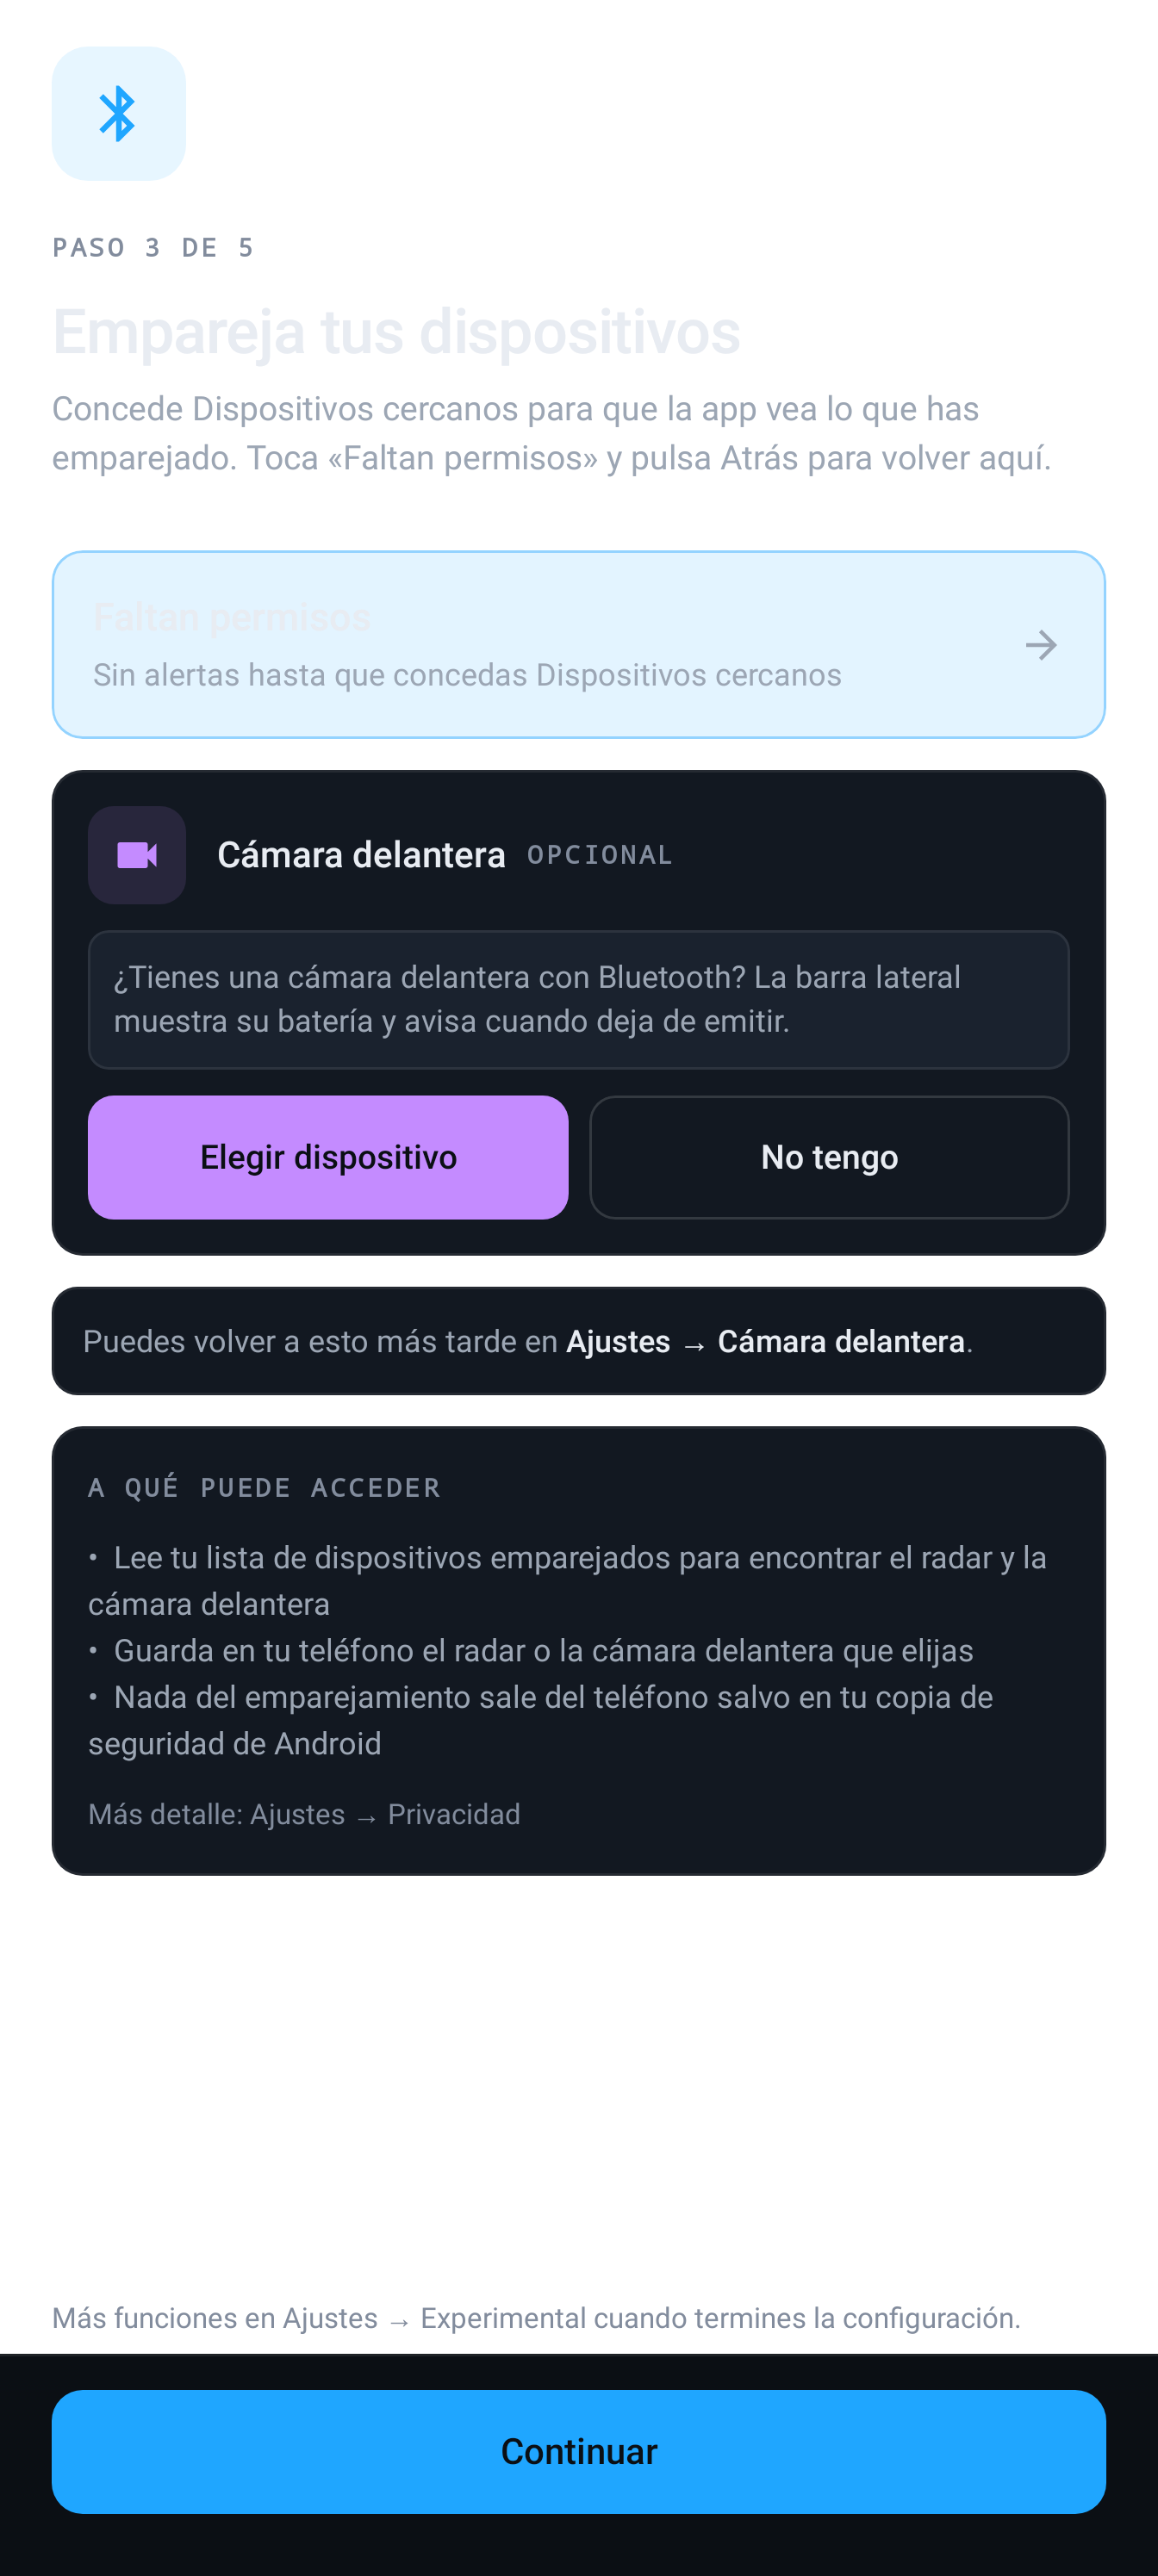 PASO 3 DE 5
Empareja tus dispositivos
Concede Dispositivos cercanos para que la app vea lo que has
emparejado. Toca «Faltan permisos» y pulsa Atrás para volver aquí.
Faltan permisos
Sin alertas hasta que concedas Dispositivos cercanos
Cámara delantera OPCIONAL
¿Tienes una cámara delantera con Bluetooth? La barra lateral
muestra su batería y avisa cuando deja de emitir.
Elegir dispositivo
No tengo
Puedes volver a esto más tarde en Ajustes → Cámara delantera.
A QUÉ PUEDE ACCEDER
• Lee tu lista de dispositivos emparejados para encontrar el radar y la
cámara delantera
• Guarda en tu teléfono el radar o la cámara delantera que elijas
• Nada del emparejamiento sale del teléfono salvo en tu copia de
seguridad de Android
Más detalle: Ajustes → Privacidad
Más funciones en Ajustes → Experimental cuando termines la configuración.
Continuar